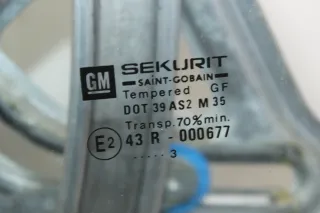 GM SEKURIT
SAINT-GOBAIN
Tempered GF
DOT 39 AS2 M 35
Transp. 70% min.
E2 43 R - 000677
..... 3